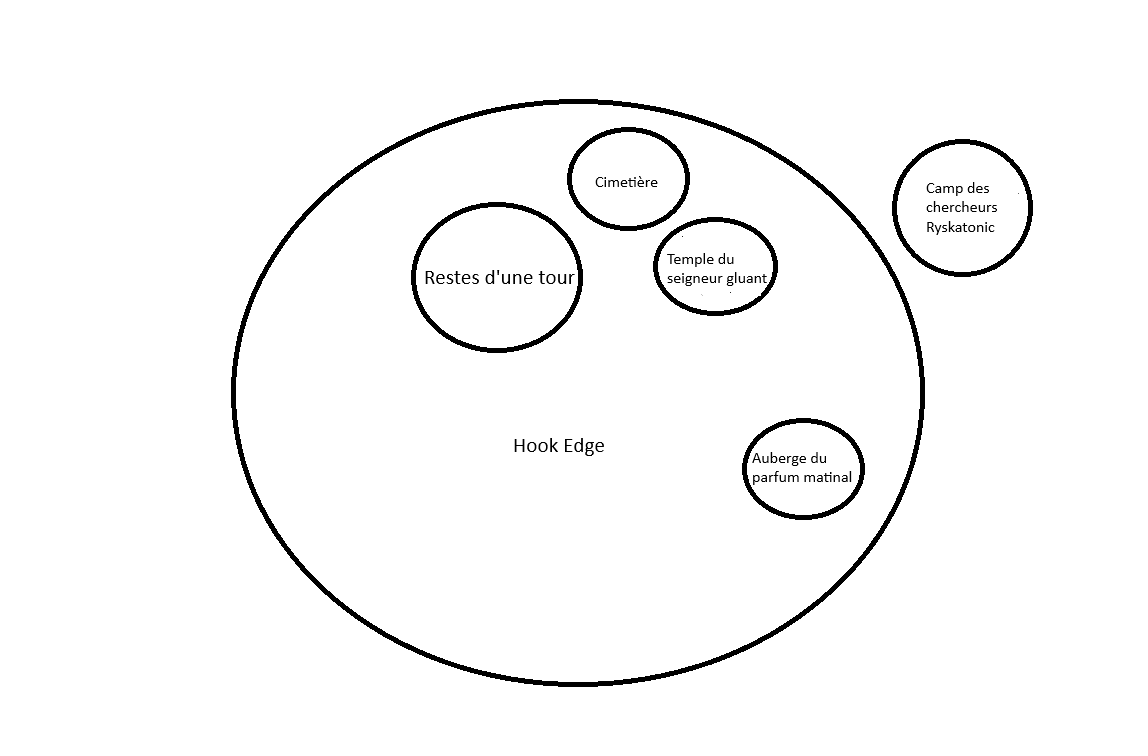 Cimetière
Camp des
chercheurs
Ryskatonic
Restes d'une tour
Temple du
seigneur gluant
Hook Edge
Auberge du
parfum matinal